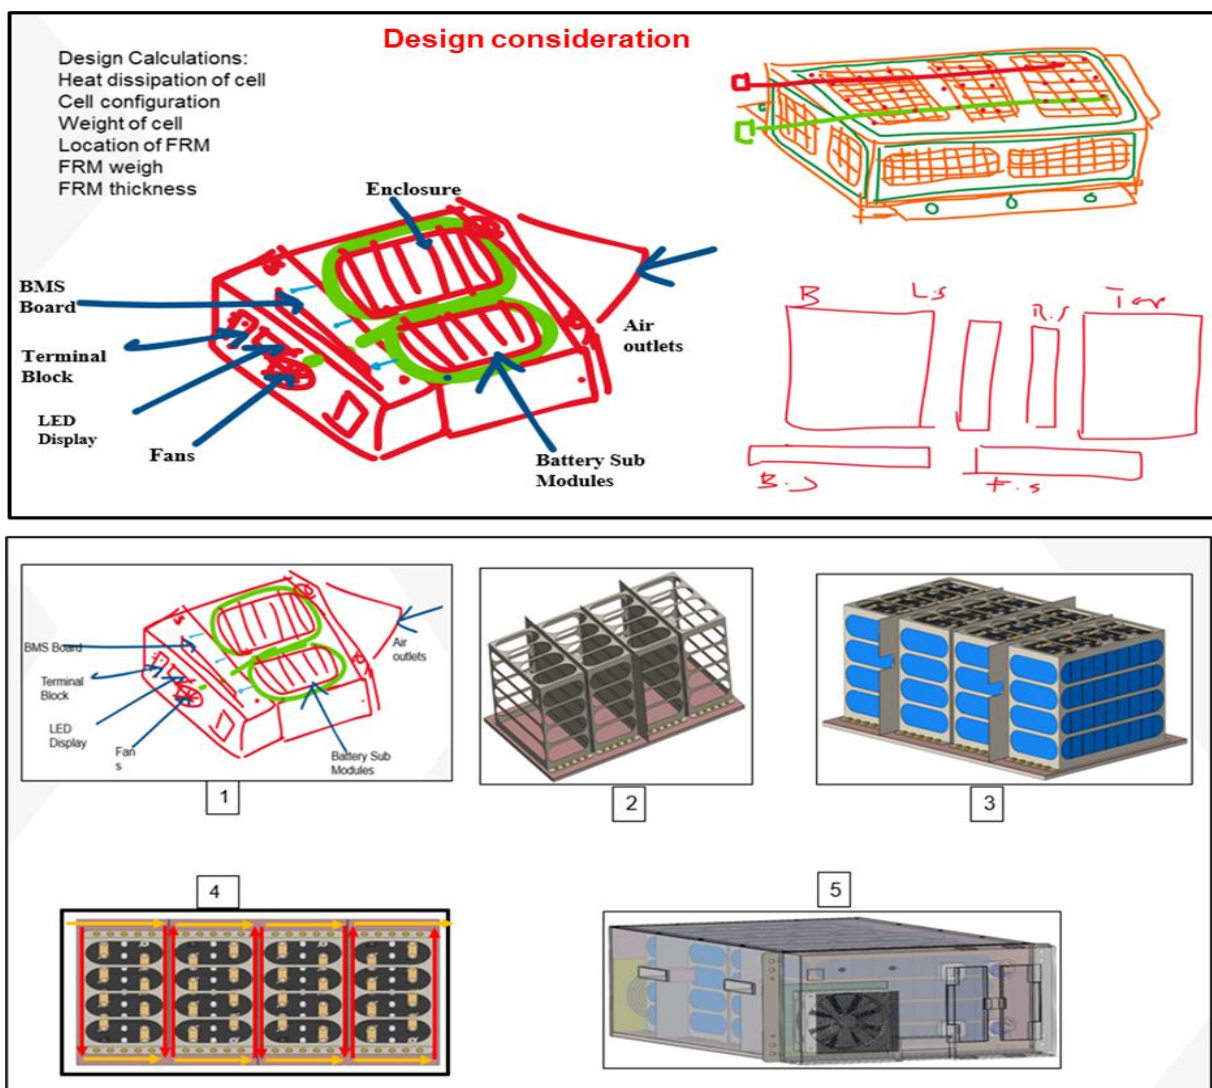 Design consideration
Design Calculations:
Heat dissipation of cell
Cell configuration
Weight of cell
Location of FRM
FRM weigh
FRM thickness
Enclosure
BMS
Board
Terminal
Block
LED
Display
Fans
Air
outlets
Battery Sub
Modules
B
L.s
R.s
F.s
BMS Board
Terminal
Block
LED
Display
Fan
s
Air
outlets
Battery Sub
Modules
1
2
3
4
5